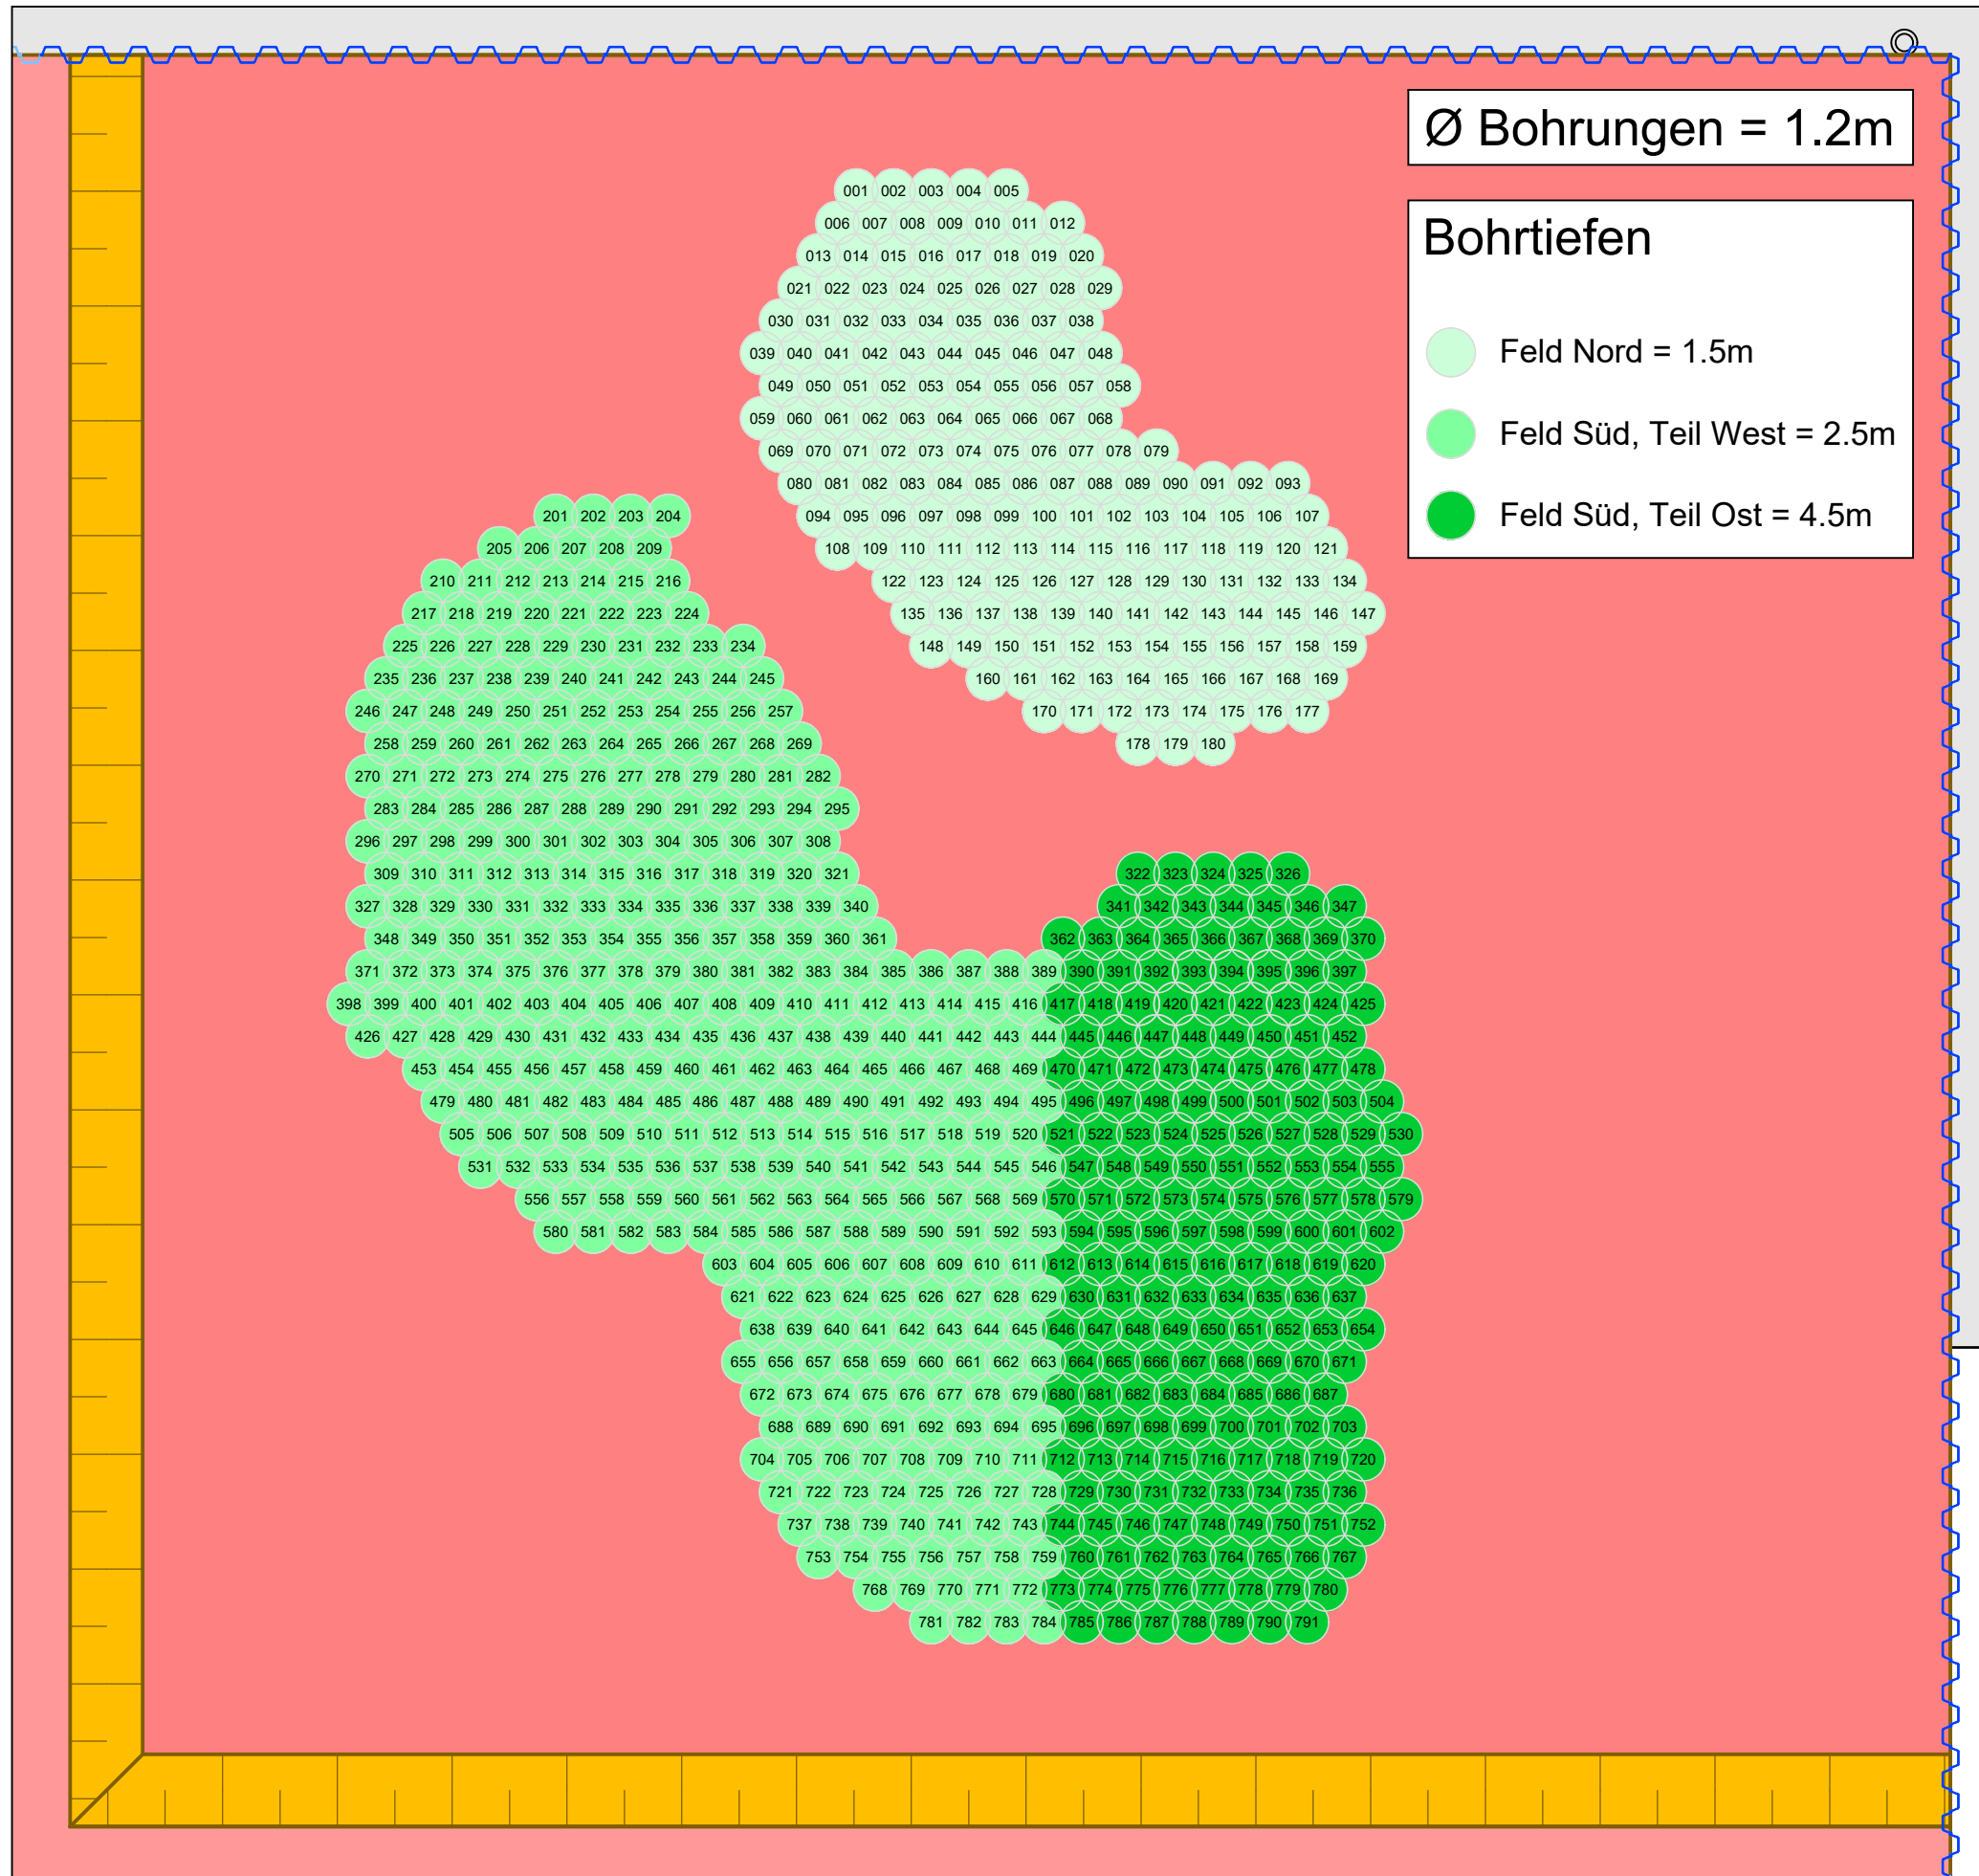 Ø Bohrungen = 1.2m
Bohrtiefen
Feld Nord = 1.5m
Feld Süd, Teil West = 2.5m
Feld Süd, Teil Ost = 4.5m
001 002 003 004 005
006 007 008 009 010 011 012
013 014 015 016 017 018 019 020
021 022 023 024 025 026 027 028 029
030 031 032 033 034 035 036 037 038
039 040 041 042 043 044 045 046 047 048
049 050 051 052 053 054 055 056 057 058
059 060 061 062 063 064 065 066 067 068
069 070 071 072 073 074 075 076 077 078 079
080 081 082 083 084 085 086 087 088 089 090 091 092 093
201 202 203 204 094 095 096 097 098 099 100 101 102 103 104 105 106 107
205 206 207 208 209 108 109 110 111 112 113 114 115 116 117 118 119 120 121
210 211 212 213 214 215 216 122 123 124 125 126 127 128 129 130 131 132 133 134
217 218 219 220 221 222 223 224 135 136 137 138 139 140 141 142 143 144 145 146 147
225 226 227 228 229 230 231 232 233 234 148 149 150 151 152 153 154 155 156 157 158 159
235 236 237 238 239 240 241 242 243 244 245 160 161 162 163 164 165 166 167 168 169
246 247 248 249 250 251 252 253 254 255 256 257 170 171 172 173 174 175 176 177
258 259 260 261 262 263 264 265 266 267 268 269 178 179 180
270 271 272 273 274 275 276 277 278 279 280 281 282
283 284 285 286 287 288 289 290 291 292 293 294 295
296 297 298 299 300 301 302 303 304 305 306 307 308
309 310 311 312 313 314 315 316 317 318 319 320 321 322 323 324 325 326
327 328 329 330 331 332 333 334 335 336 337 338 339 340 341 342 343 344 345 346 347
348 349 350 351 352 353 354 355 356 357 358 359 360 361 362 363 364 365 366 367 368 369 370
371 372 373 374 375 376 377 378 379 380 381 382 383 384 385 386 387 388 389 390 391 392 393 394 395 396 397
398 399 400 401 402 403 404 405 406 407 408 409 410 411 412 413 414 415 416 417 418 419 420 421 422 423 424 425
426 427 428 429 430 431 432 433 434 435 436 437 438 439 440 441 442 443 444 445 446 447 448 449 450 451 452
453 454 455 456 457 458 459 460 461 462 463 464 465 466 467 468 469 470 471 472 473 474 475 476 477 478
479 480 481 482 483 484 485 486 487 488 489 490 491 492 493 494 495 496 497 498 499 500 501 502 503 504
505 506 507 508 509 510 511 512 513 514 515 516 517 518 519 520 521 522 523 524 525 526 527 528 529 530
531 532 533 534 535 536 537 538 539 540 541 542 543 544 545 546 547 548 549 550 551 552 553 554 555
556 557 558 559 560 561 562 563 564 565 566 567 568 569 570 571 572 573 574 575 576 577 578 579
580 581 582 583 584 585 586 587 588 589 590 591 592 593 594 595 596 597 598 599 600 601 602
603 604 605 606 607 608 609 610 611 612 613 614 615 616 617 618 619 620
621 622 623 624 625 626 627 628 629 630 631 632 633 634 635 636 637
638 639 640 641 642 643 644 645 646 647 648 649 650 651 652 653 654
655 656 657 658 659 660 661 662 663 664 665 666 667 668 669 670 671
672 673 674 675 676 677 678 679 680 681 682 683 684 685 686 687
688 689 690 691 692 693 694 695 696 697 698 699 700 701 702 703
704 705 706 707 708 709 710 711 712 713 714 715 716 717 718 719 720
721 722 723 724 725 726 727 728 729 730 731 732 733 734 735 736
737 738 739 740 741 742 743 744 745 746 747 748 749 750 751 752
753 754 755 756 757 758 759 760 761 762 763 764 765 766 767
768 769 770 771 772 773 774 775 776 777 778 779 780
781 782 783 784 785 786 787 788 789 790 791